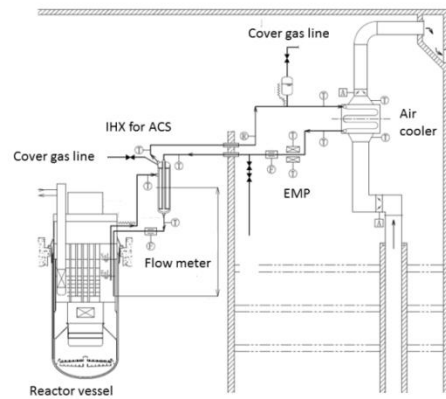 Cover gas line
IHX for ACS
Air
cooler
Cover gas line
EMP
Flow meter
Reactor vessel